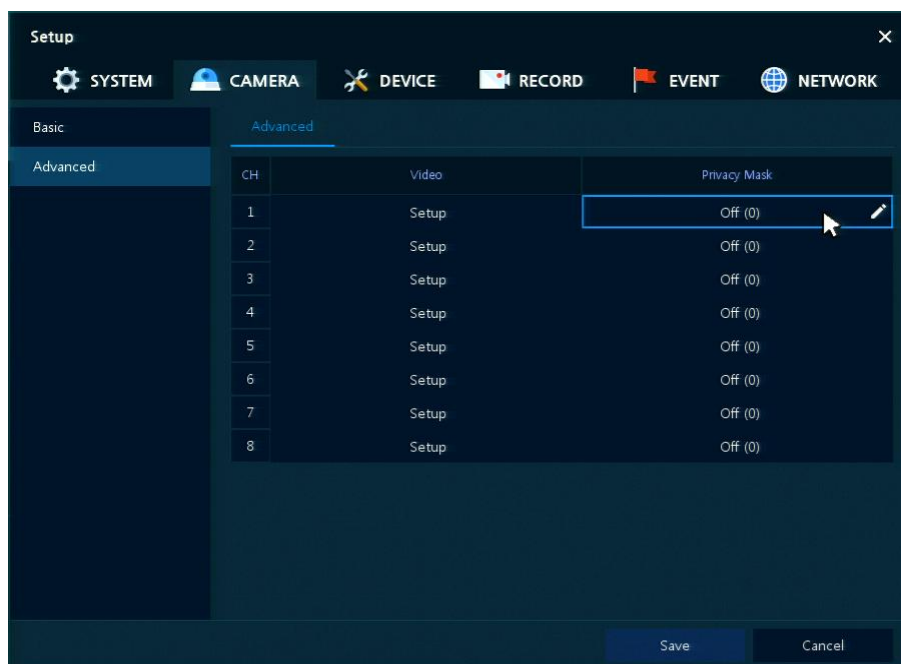 Setup
SYSTEM CAMERA DEVICE RECORD EVENT NETWORK
Basic
Advanced
Advanced
CH Video Privacy Mask
1 Setup Off (0)
2 Setup Off (0)
3 Setup Off (0)
4 Setup Off (0)
5 Setup Off (0)
6 Setup Off (0)
7 Setup Off (0)
8 Setup Off (0)
Save Cancel